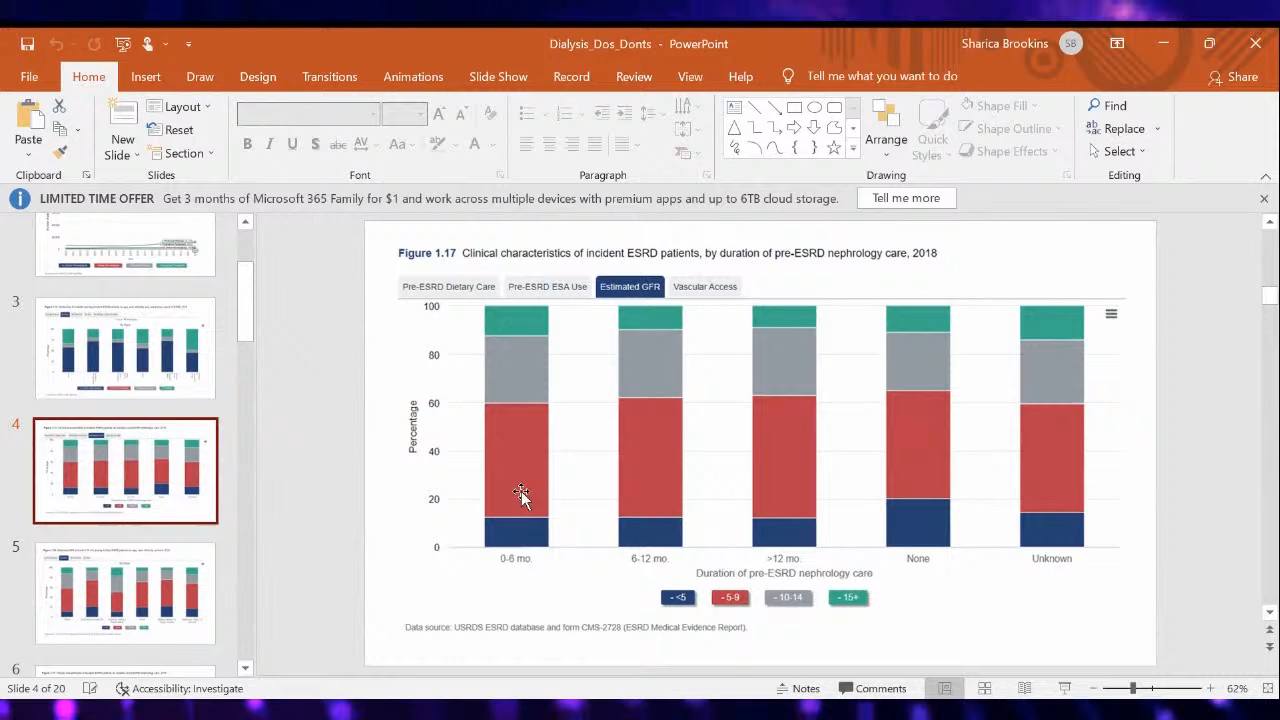 Dialysis_Dos_Donts - PowerPoint
Sharica Brookins SB
File Home Insert Draw Design Transitions Animations Slide Show Record Review View Help Tell me what you want to do Share
Paste
New
Slide
Layout
Reset
Section
B I U S abc AV Aa A
Arrange
Quick
Styles
Shape Fill
Shape Outline
Shape Effects
Find
Replace
Select
Clipboard Slides Font Paragraph Drawing Editing
LIMITED TIME OFFER Get 3 months of Microsoft 365 Family for $1 and work across multiple devices with premium apps and up to 6TB cloud storage. Tell me more
3
4
5
6
Figure 1.17 Clinical characteristics of incident ESRD patients, by duration of pre-ESRD nephrology care, 2018
Pre-ESRD Dietary Care Pre-ESRD ESA Use Estimated GFR Vascular Access
100
80
60
40
20
0
Percentage
0-6 mo. 6-12 mo. >12 mo. None Unknown
Duration of pre-ESRD nephrology care
- <5 - 5-9 - 10-14 - 15+
Data source: USRDS ESRD database and form CMS-2728 (ESRD Medical Evidence Report).
Slide 4 of 20 Accessibility: Investigate Notes Comments 62%